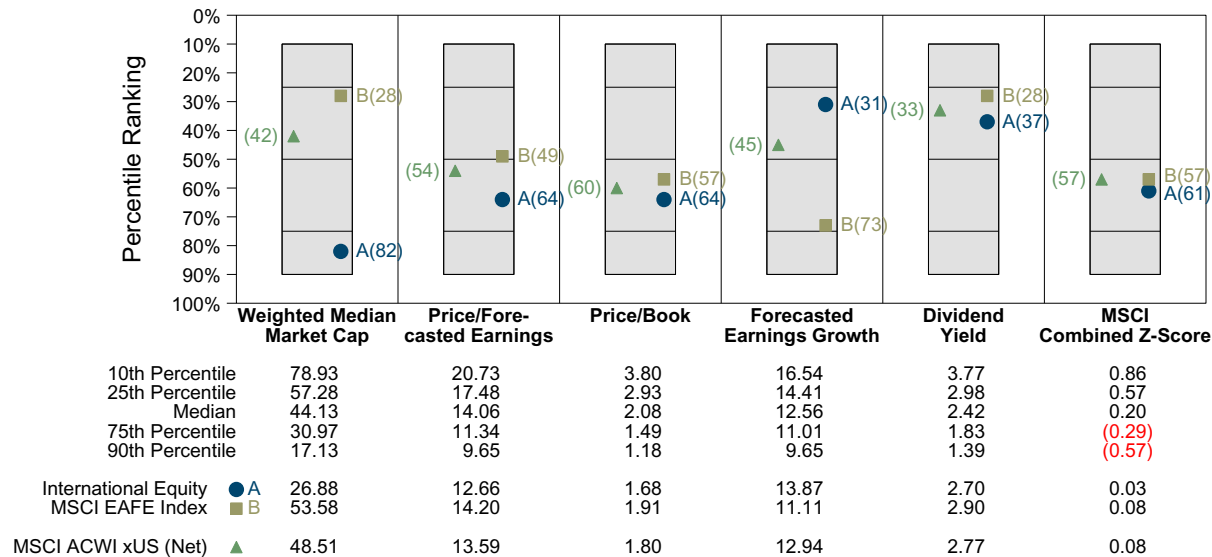 Percentile Ranking
0%
10%
20%
30%
40%
50%
60%
70%
80%
90%
100%
B(28)
(42)
A(82)
B(49)
(54)
A(64)
B(57)
(60)
A(64)
A(31)
(45)
B(73)
B(28)
(33)
A(37)
B(57)
(57)
A(61)
Weighted Median
Market Cap
Price/Fore-
casted Earnings
Price/Book
Forecasted
Earnings Growth
Dividend
Yield
MSCI
Combined Z-Score
10th Percentile 78.93 20.73 3.80 16.54 3.77 0.86
25th Percentile 57.28 17.48 2.93 14.41 2.98 0.57
Median 44.13 14.06 2.08 12.56 2.42 0.20
75th Percentile 30.97 11.34 1.49 11.01 1.83 (0.29)
90th Percentile 17.13 9.65 1.18 9.65 1.39 (0.57)
International Equity A 26.88 12.66 1.68 13.87 2.70 0.03
MSCI EAFE Index B 53.58 14.20 1.91 11.11 2.90 0.08
MSCI ACWI xUS (Net) 48.51 13.59 1.80 12.94 2.77 0.08